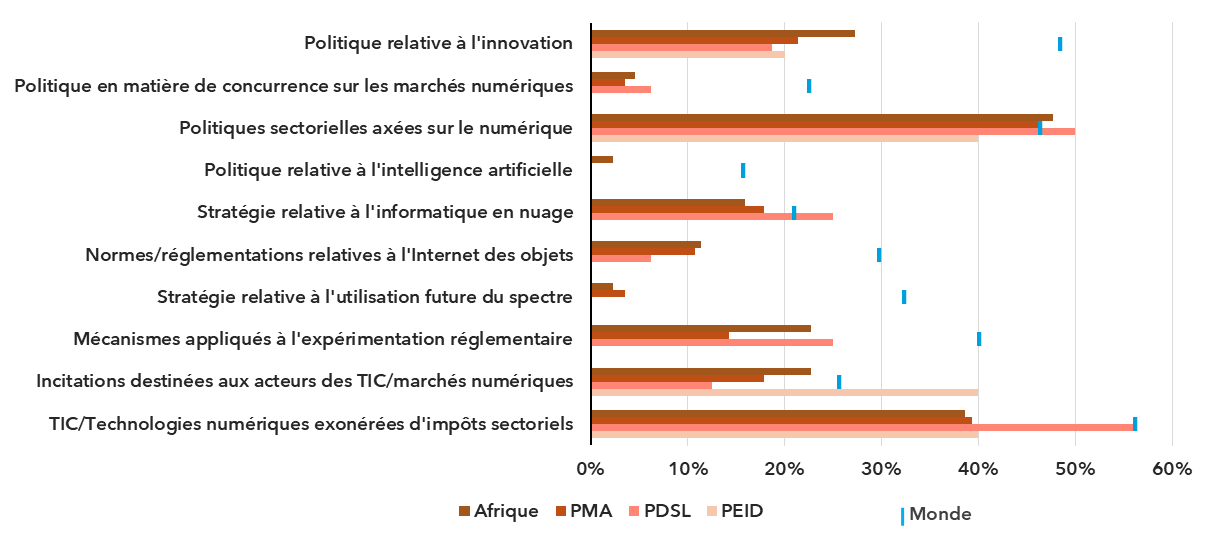 Politique relative à l'innovation
Politique en matière de concurrence sur les marchés numériques
Politiques sectorielles axées sur le numérique
Politique relative à l'intelligence artificielle
Stratégie relative à l'informatique en nuage
Normes/réglementations relatives à l'Internet des objets
Stratégie relative à l'utilisation future du spectre
Mécanismes appliqués à l'expérimentation réglementaire
Incitations destinées aux acteurs des TIC/marchés numériques
TIC/Technologies numériques exonérées d'impôts sectoriels
0% 10% 20% 30% 40% 50% 60%
Afrique PMA PDSL PEID Monde